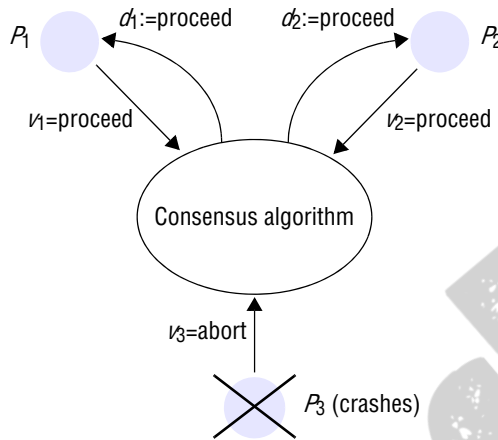 d1:=proceed
d2:=proceed
P1
P2
v1=proceed
v2=proceed
Consensus algorithm
v3=abort
P3 (crashes)